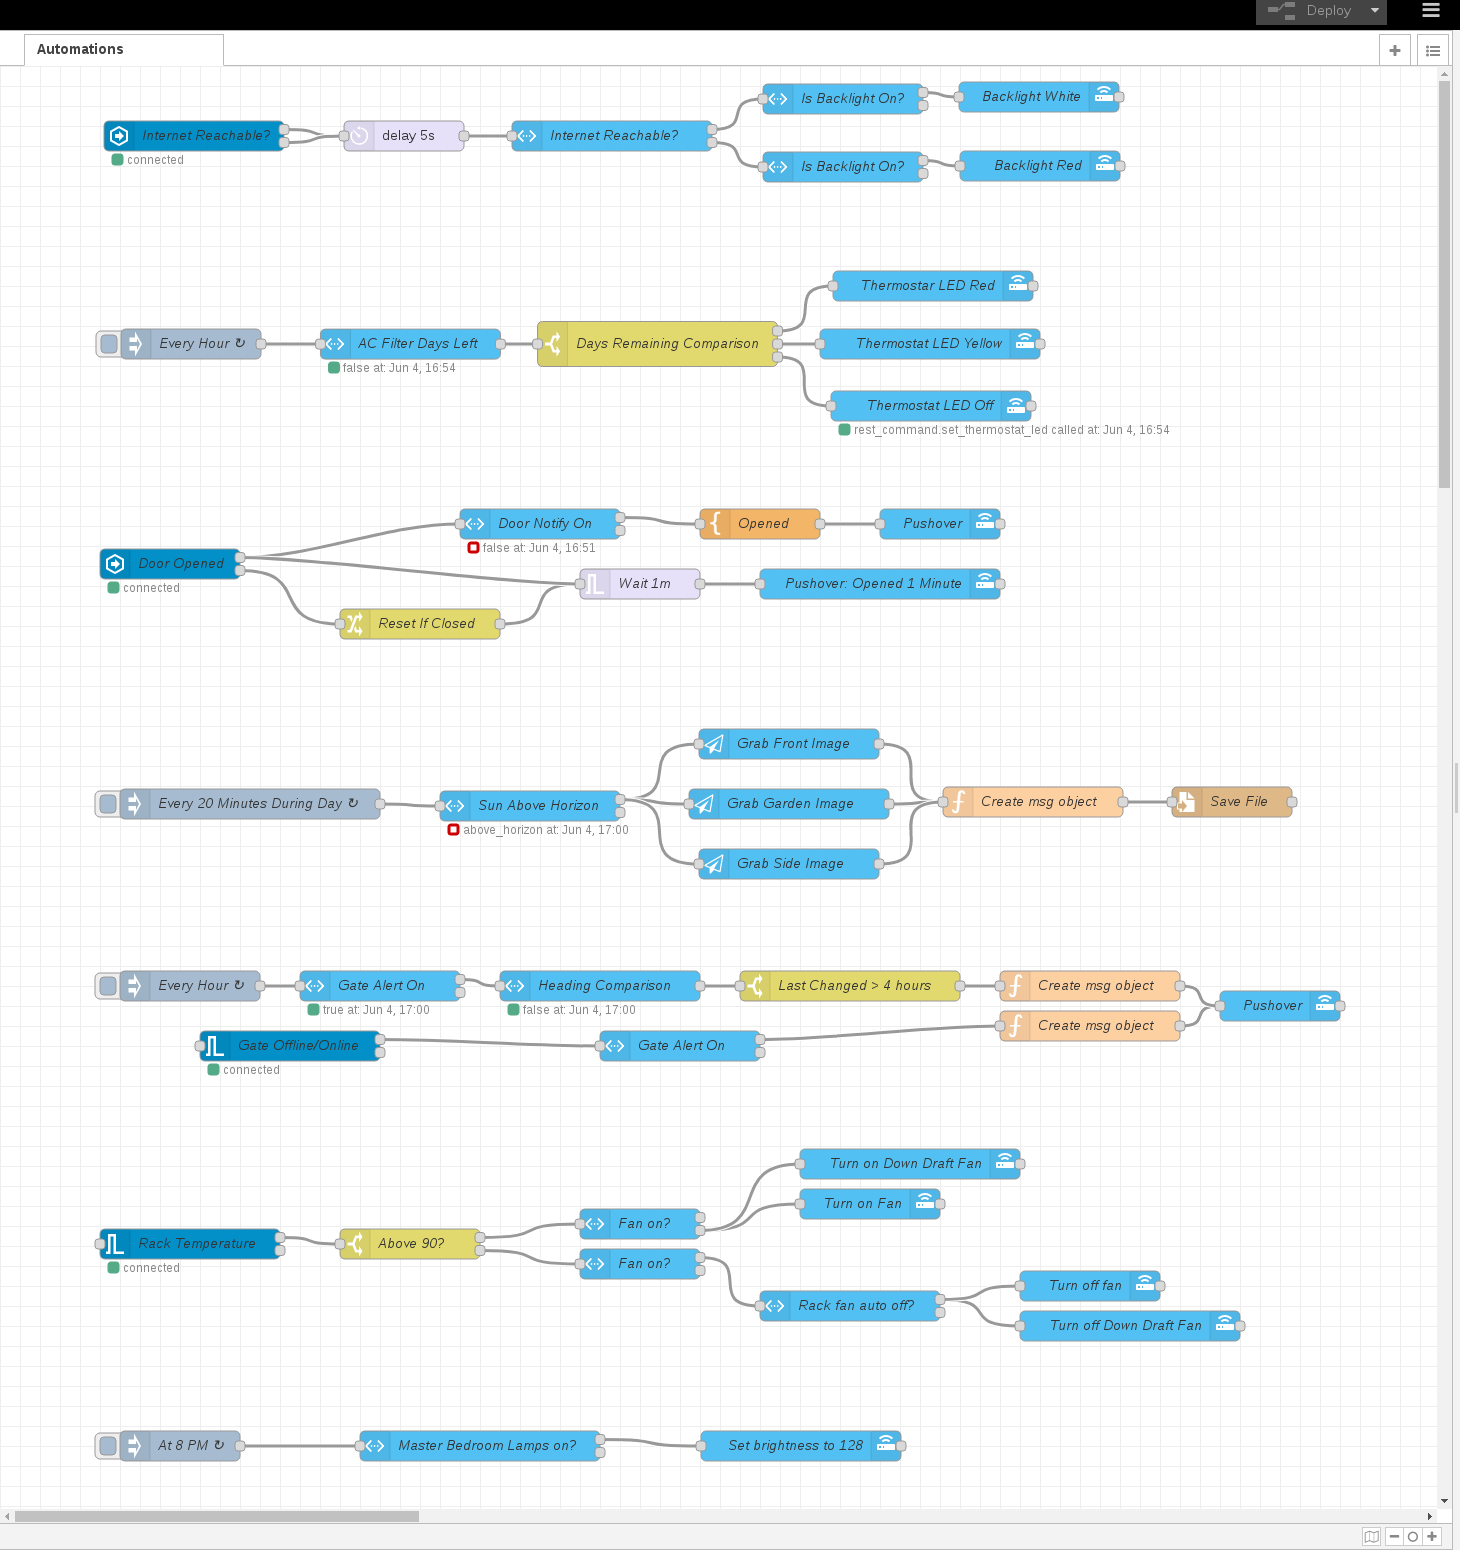 Deploy
Automations
Is Backlight On?
Backlight White
Internet Reachable?
delay 5s
Internet Reachable?
connected
Is Backlight On?
Backlight Red
Thermostar LED Red
Every Hour ↻
AC Filter Days Left
Days Remaining Comparison
Thermostat LED Yellow
false at: Jun 4, 16:54
Thermostat LED Off
rest_command.set_thermostat_led called at: Jun 4, 16:54
Door Notify On
Opened
Pushover
false at: Jun 4, 16:51
Door Opened
connected
Wait 1m
Pushover: Opened 1 Minute
Reset If Closed
Grab Front Image
Every 20 Minutes During Day ↻
Sun Above Horizon
Grab Garden Image
Create msg object
Save File
above_horizon at: Jun 4, 17:00
Grab Side Image
Every Hour ↻
Gate Alert On
Heading Comparison
Last Changed > 4 hours
Create msg object
true at: Jun 4, 17:00
false at: Jun 4, 17:00
Pushover
Create msg object
Gate Offline/Online
Gate Alert On
connected
Turn on Down Draft Fan
Turn on Fan
Fan on?
Rack Temperature
Above 90?
connected
Fan on?
Turn off fan
Rack fan auto off?
Turn off Down Draft Fan
At 8 PM ↻
Master Bedroom Lamps on?
Set brightness to 128